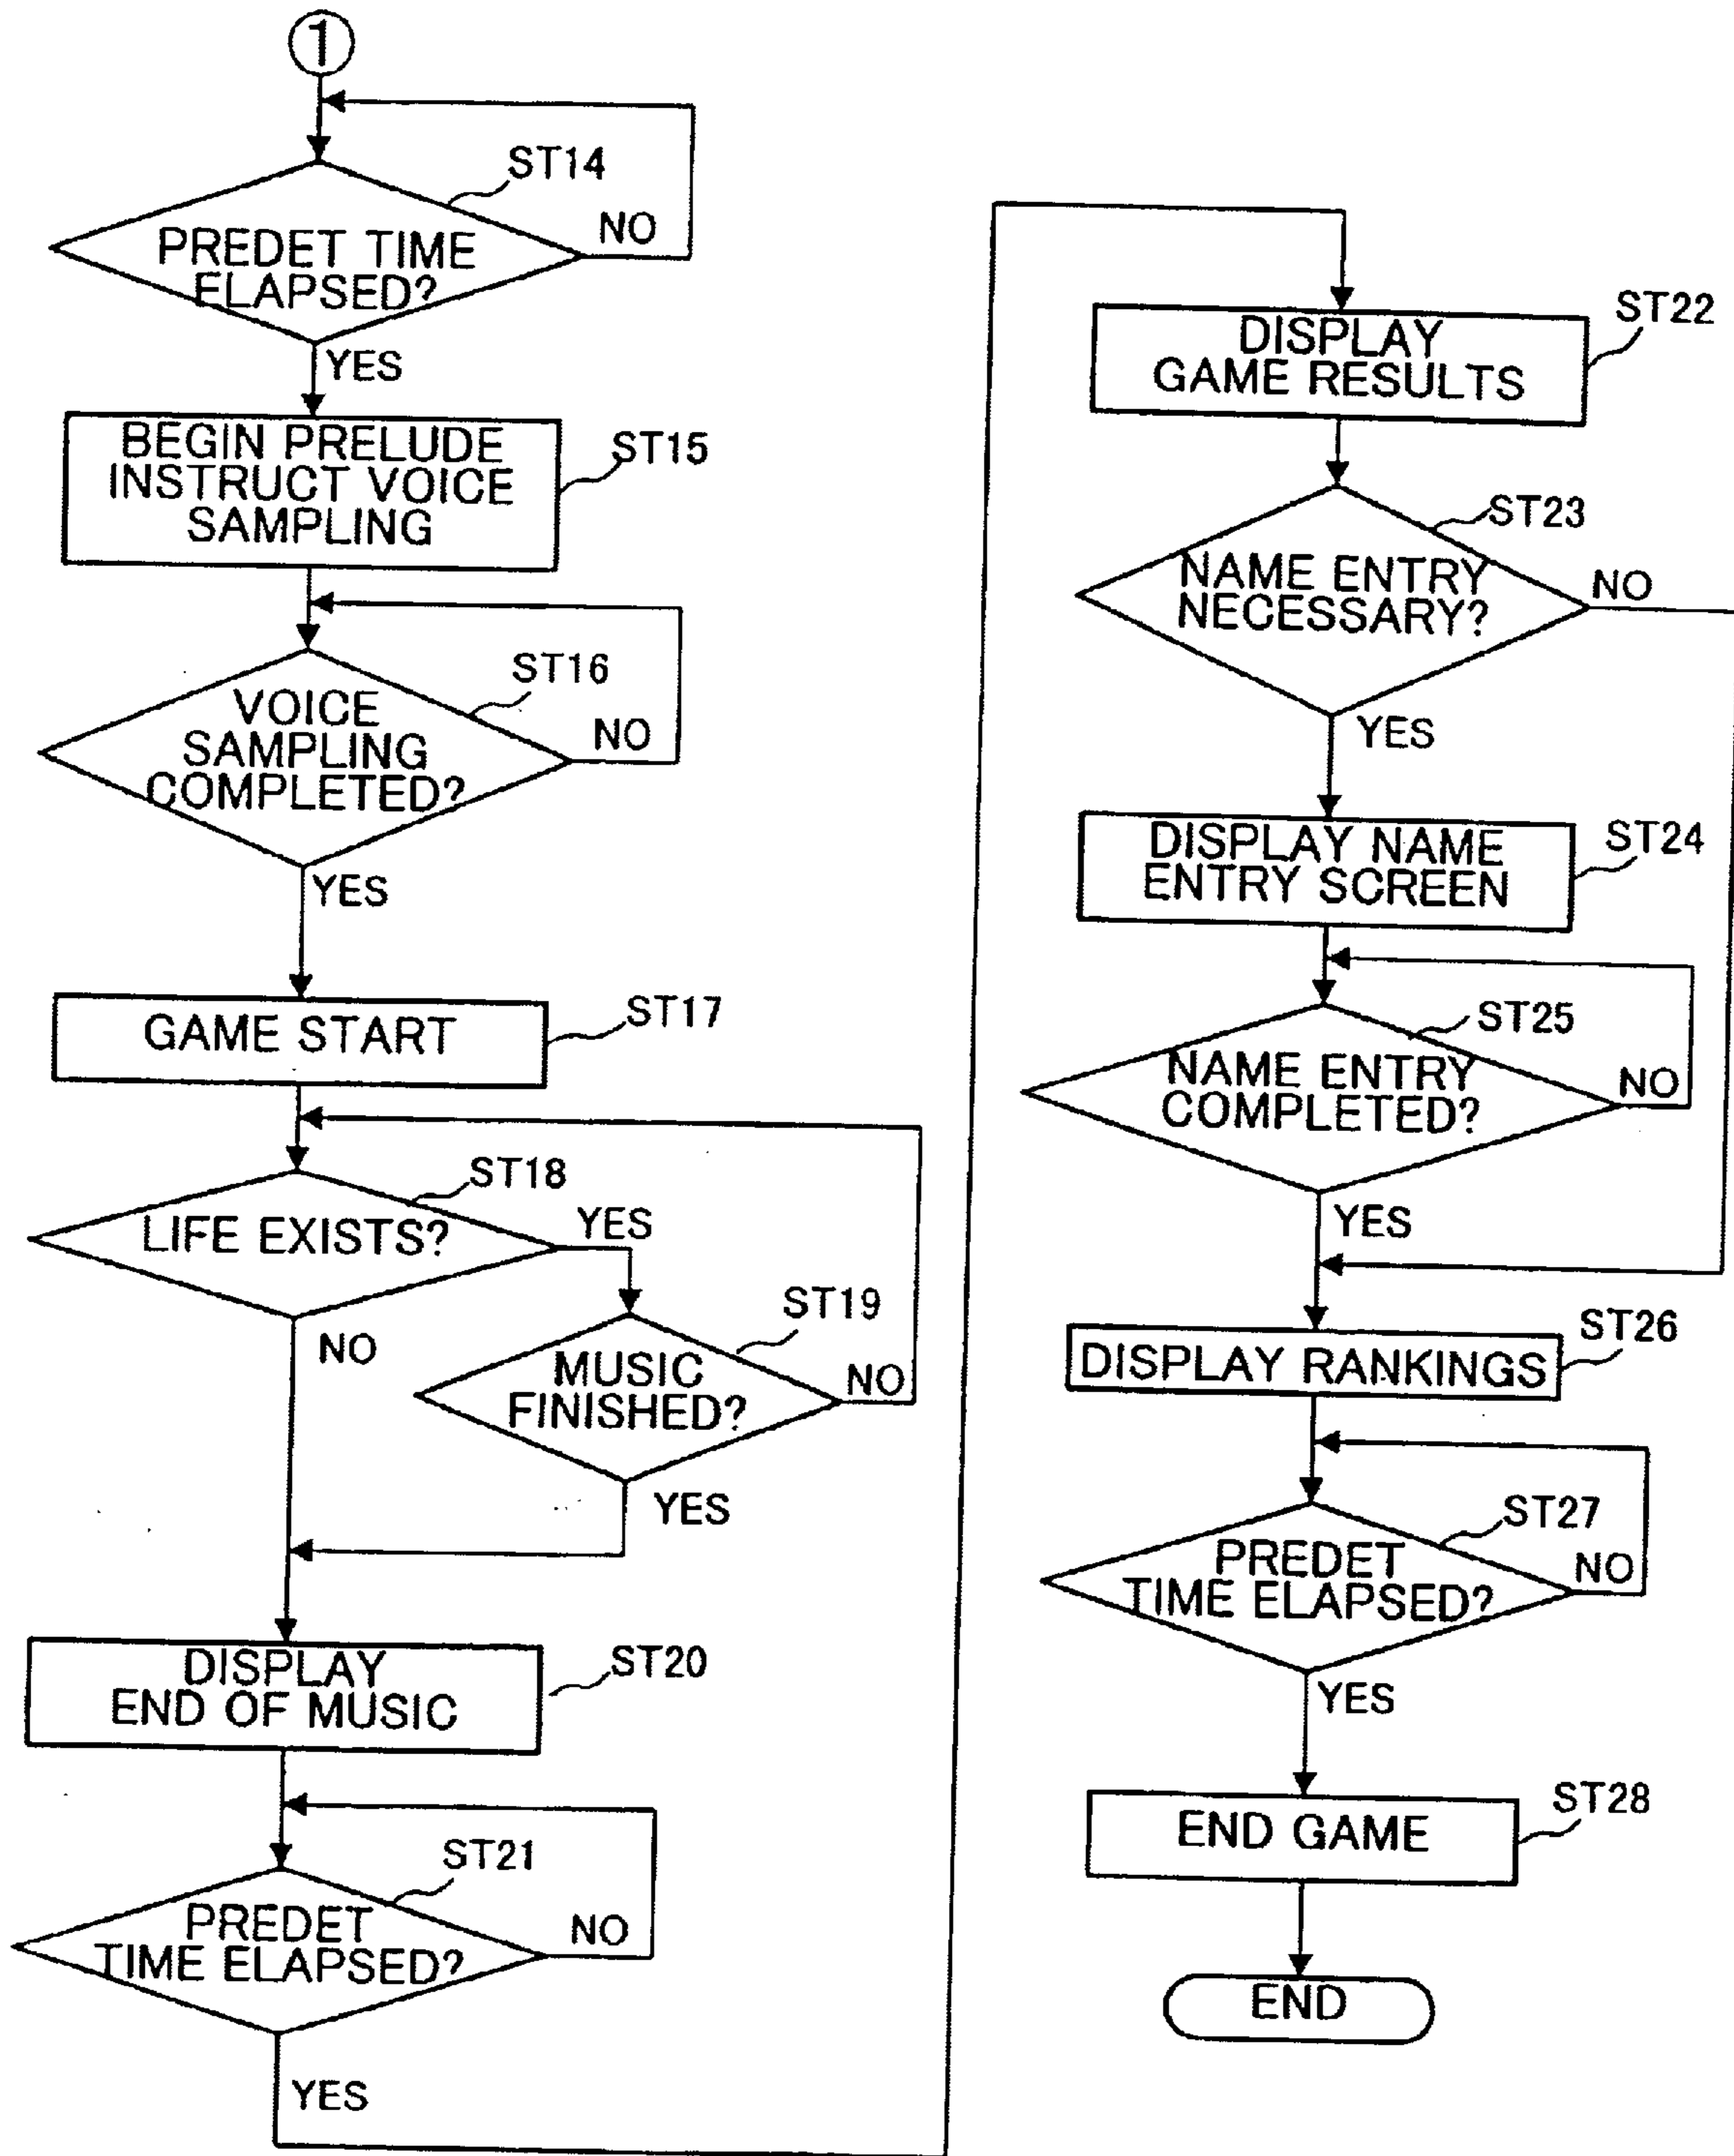 1
ST14
PREDET TIME
ELAPSED?
NO
YES
BEGIN PRELUDE
INSTRUCT VOICE
SAMPLING
ST15
ST16
VOICE
SAMPLING
COMPLETED?
NO
YES
GAME START
ST17
ST18
LIFE EXISTS?
YES
NO
ST19
MUSIC
FINISHED?
NO
YES
DISPLAY
END OF MUSIC
ST20
ST21
PREDET
TIME ELAPSED?
NO
YES
DISPLAY
GAME RESULTS
ST22
ST23
NAME ENTRY
NECESSARY?
NO
YES
DISPLAY NAME
ENTRY SCREEN
ST24
ST25
NAME ENTRY
COMPLETED?
NO
YES
ST26
DISPLAY RANKINGS
ST27
PREDET
TIME ELAPSED?
NO
YES
END GAME
ST28
END